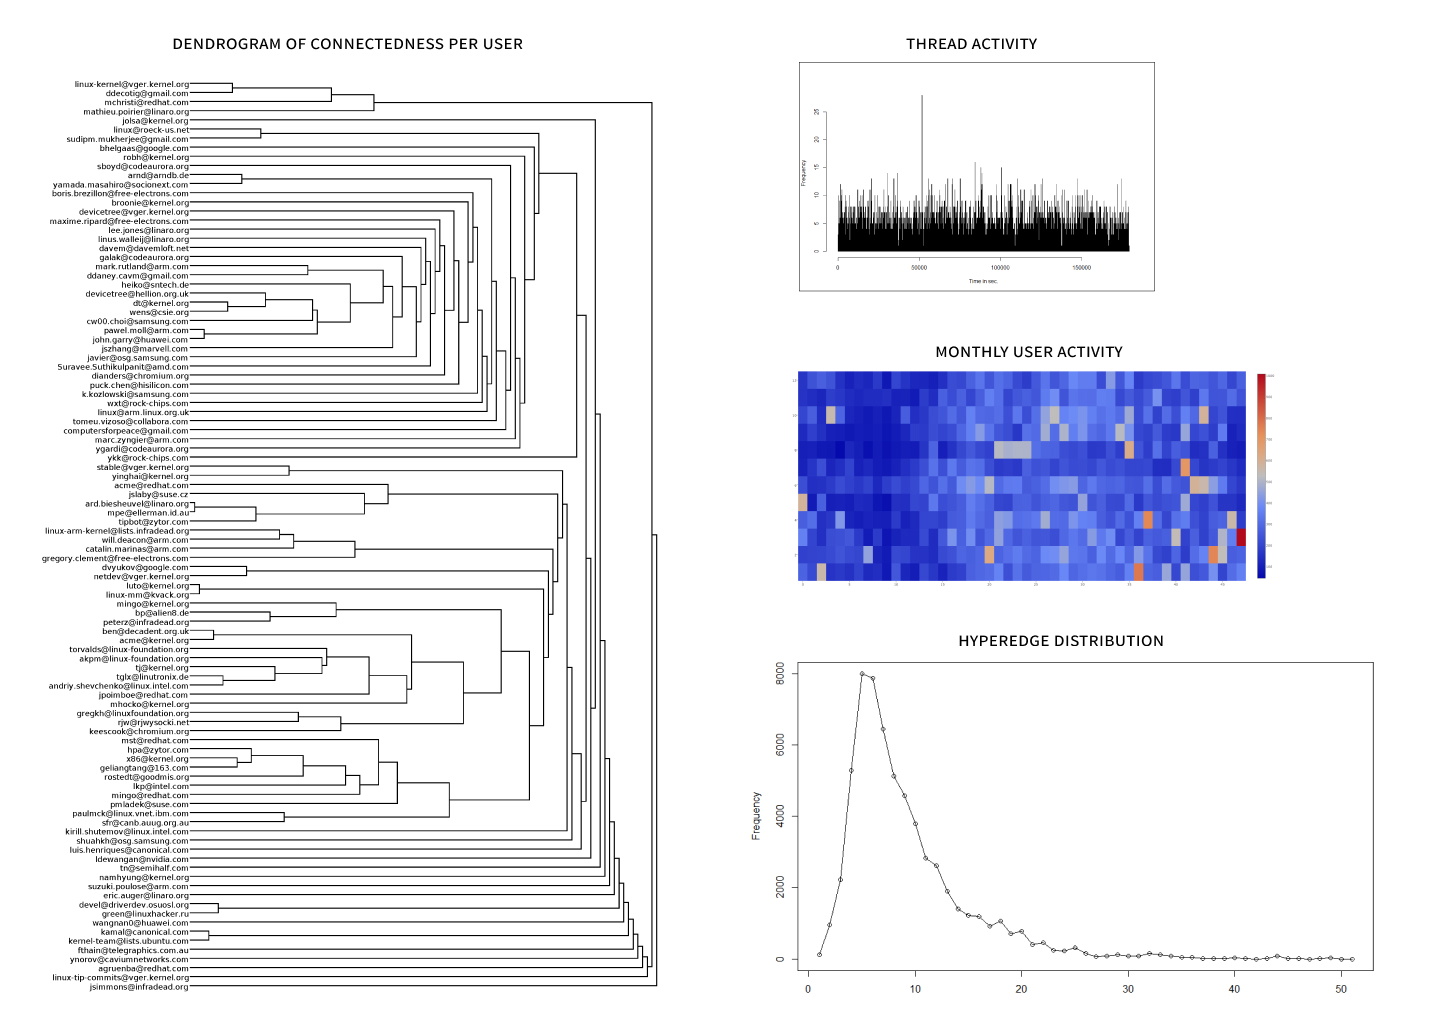 DENDROGRAM OF CONNECTEDNESS PER USER
linux-kernel@vger.kernel.org
ddecotig@gmail.com
mchristi@redhat.com
mathieu.poirier@linaro.org
jolsa@kernel.org
linux@roeck-us.net
sudipm.mukherjee@gmail.com
bhelgaas@google.com
robh@kernel.org
sboyd@codeaurora.org
arnd@arndb.de
yamada.masahiro@socionext.com
boris.brezillon@free-electrons.com
broonie@kernel.org
devicetree@vger.kernel.org
maxime.ripard@free-electrons.com
lee.jones@linaro.org
linus.walleij@linaro.org
davem@davemloft.net
galak@codeaurora.org
mark.rutland@arm.com
ddaney.cavm@gmail.com
heiko@sntech.de
devicetree@hellion.org.uk
dt@kernel.org
wens@csie.org
cw00.choi@samsung.com
pawel.moll@arm.com
john.garry@huawei.com
jszhang@marvell.com
javier@osg.samsung.com
Suravee.Suthikulpanit@amd.com
dianders@chromium.org
puck.chen@hisilicon.com
k.kozlowski@samsung.com
wxt@rock-chips.com
linux@arm.linux.org.uk
tomeu.vizoso@collabora.com
computersforpeace@gmail.com
marc.zyngier@arm.com
ygardi@codeaurora.org
ykk@rock-chips.com
stable@vger.kernel.org
yinghai@kernel.org
acme@redhat.com
jslaby@suse.cz
ard.biesheuvel@linaro.org
mpe@ellerman.id.au
tipbot@zytor.com
linux-arm-kernel@lists.infradead.org
will.deacon@arm.com
catalin.marinas@arm.com
gregory.clement@free-electrons.com
dvyukov@google.com
netdev@vger.kernel.org
luto@kernel.org
linux-mm@kvack.org
mingo@kernel.org
bp@alien8.de
peterz@infradead.org
ben@decadent.org.uk
acme@kernel.org
torvalds@linux-foundation.org
akpm@linux-foundation.org
tj@kernel.org
tglx@linutronix.de
andriy.shevchenko@linux.intel.com
jpoimboe@redhat.com
mhocko@kernel.org
gregkh@linuxfoundation.org
rjw@rjwysocki.net
keescook@chromium.org
mst@redhat.com
hpa@zytor.com
x86@kernel.org
geliangtang@163.com
rostedt@goodmis.org
lkp@intel.com
mingo@redhat.com
pmladek@suse.com
paulmck@linux.vnet.ibm.com
sfr@canb.auug.org.au
kirill.shutemov@linux.intel.com
shuahkh@osg.samsung.com
luis.henriques@canonical.com
ldewangan@nvidia.com
tn@semihalf.com
namhyung@kernel.org
suzuki.poulose@arm.com
eric.auger@linaro.org
devel@driverdev.osuosl.org
green@linuxhacker.ru
wangnan0@huawei.com
kamal@canonical.com
kernel-team@lists.ubuntu.com
fthain@telegraphics.com.au
ynorov@caviumnetworks.com
agruenba@redhat.com
linux-tip-commits@vger.kernel.org
jsimmons@infradead.org
THREAD ACTIVITY
Frequency
25
20
15
10
5
0
0 50000 100000 150000
Time in sec.
MONTHLY USER ACTIVITY
HYPEREDGE DISTRIBUTION
Frequency
8000
6000
4000
2000
0
0 10 20 30 40 50